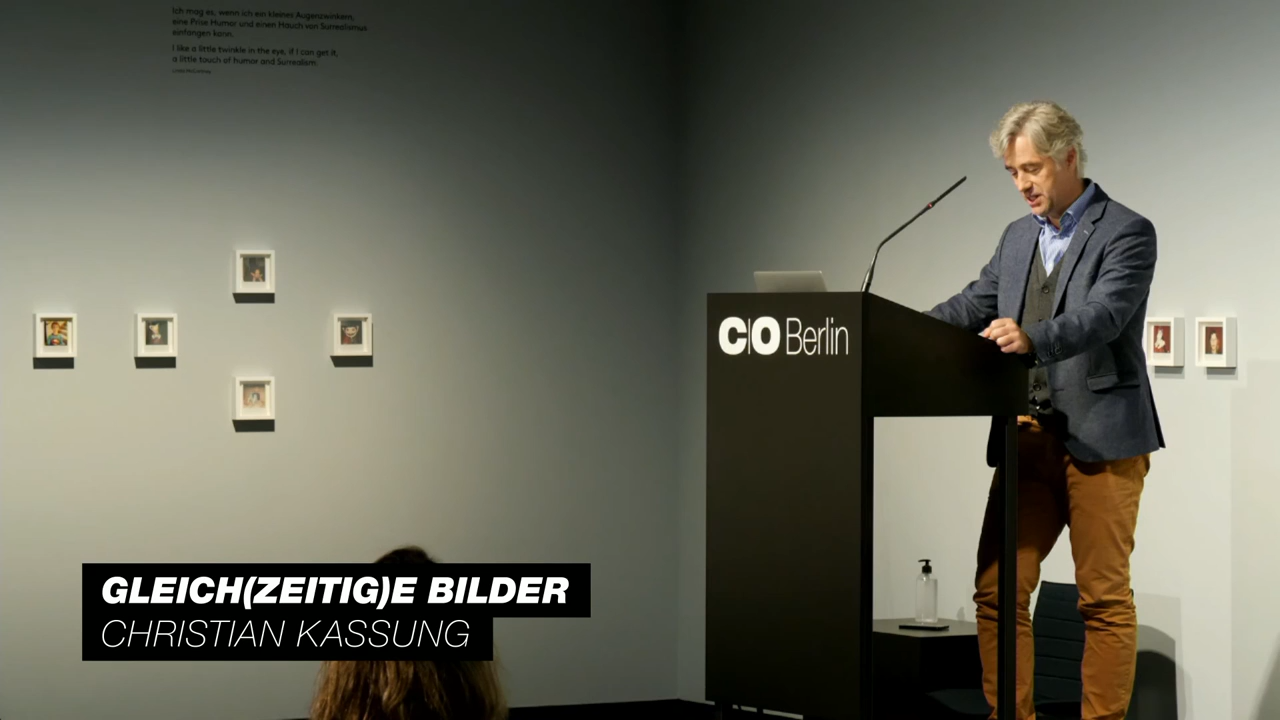 Ich mag es, wenn ich ein kleines Augenzwinkern,
eine Prise Humor und einen Hauch von Surrealismus
einfangen kann.
I like a little twinkle in the eye, if I can get it,
a little touch of humor and Surrealism.
Linda McCartney
C|O Berlin
GLEICH(ZEITIG)E BILDER
CHRISTIAN KASSUNG